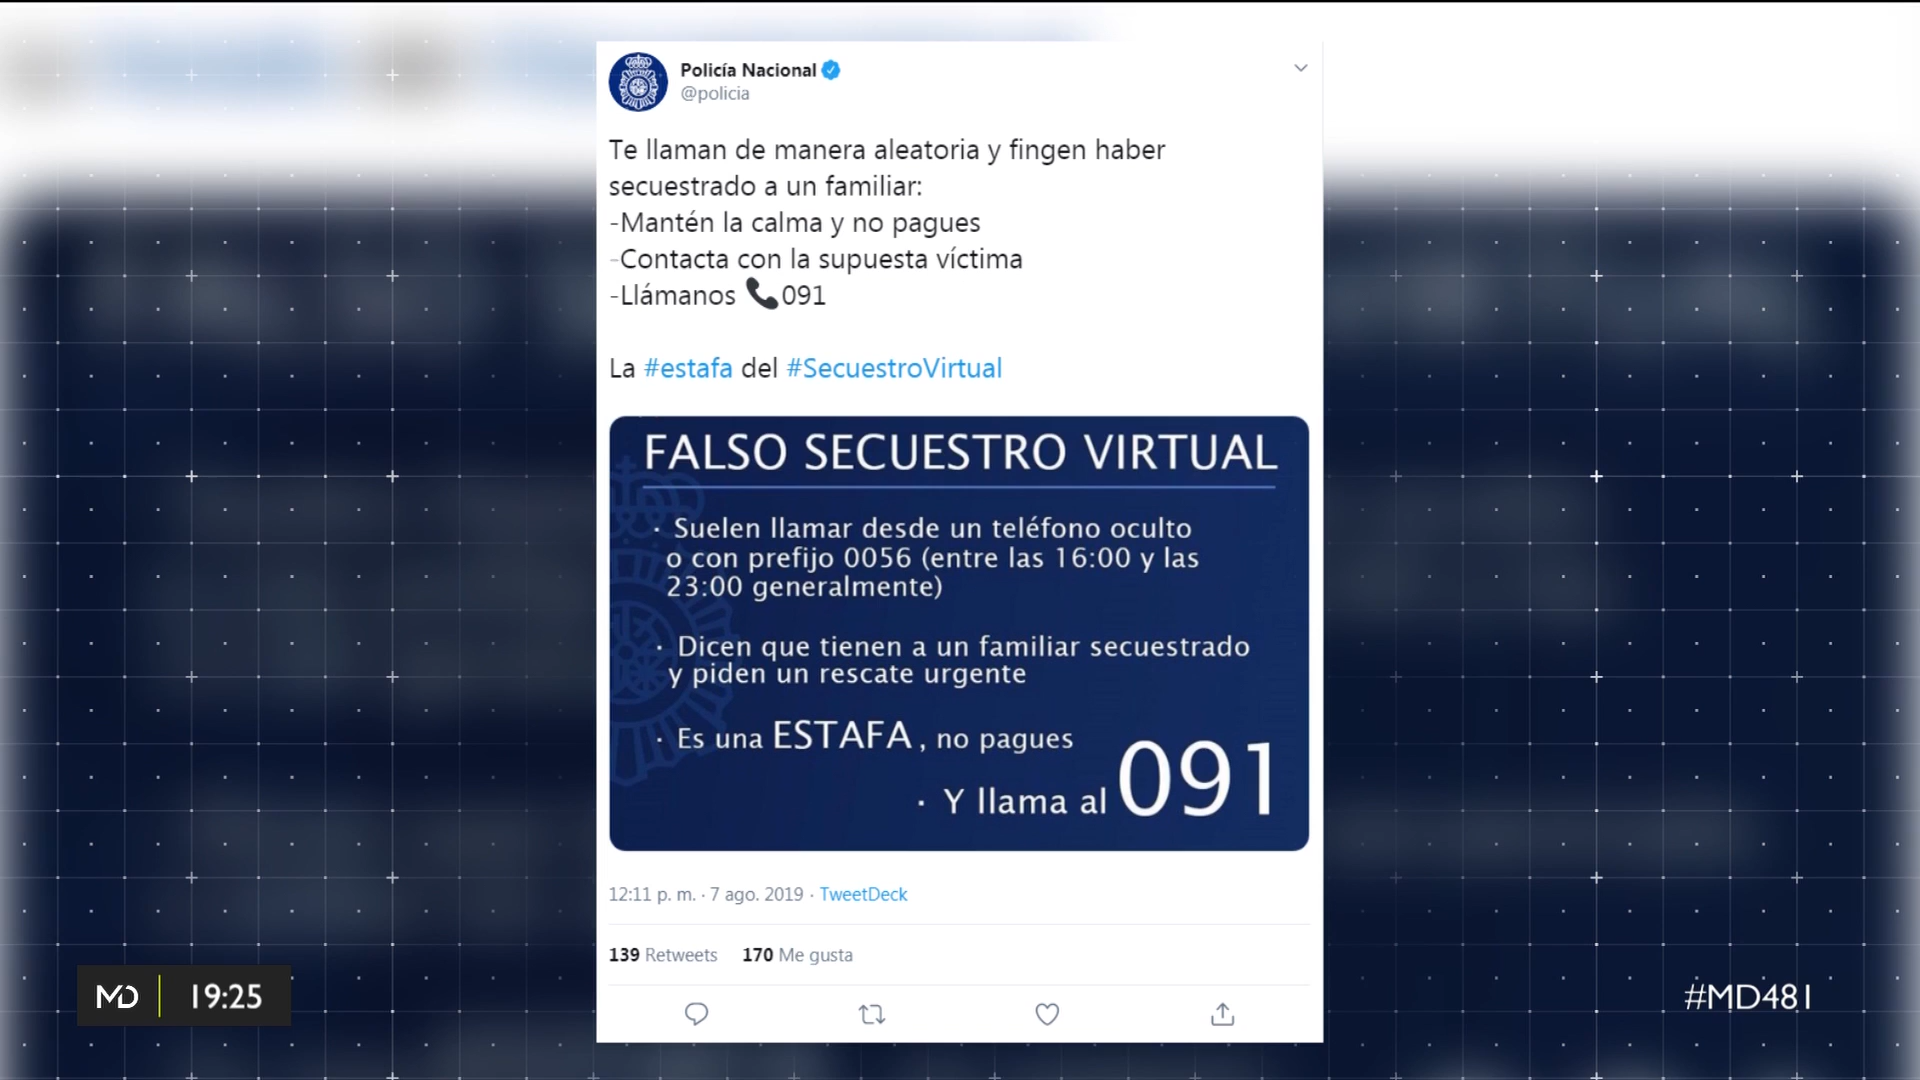 Policía Nacional
@policia
Te llaman de manera aleatoria y fingen haber
secuestrado a un familiar:
-Mantén la calma y no pagues
-Contacta con la supuesta víctima
-Llámanos 📞091
La #estafa del #SecuestroVirtual
FALSO SECUESTRO VIRTUAL
· Suelen llamar desde un teléfono oculto
o con prefijo 0056 (entre las 16:00 y las
23:00 generalmente)
· Dicen que tienen a un familiar secuestrado
y piden un rescate urgente
· Es una ESTAFA, no pagues
· Y llama al 091
12:11 p. m. · 7 ago. 2019 · TweetDeck
139 Retweets 170 Me gusta
MD 19:25
#MD481